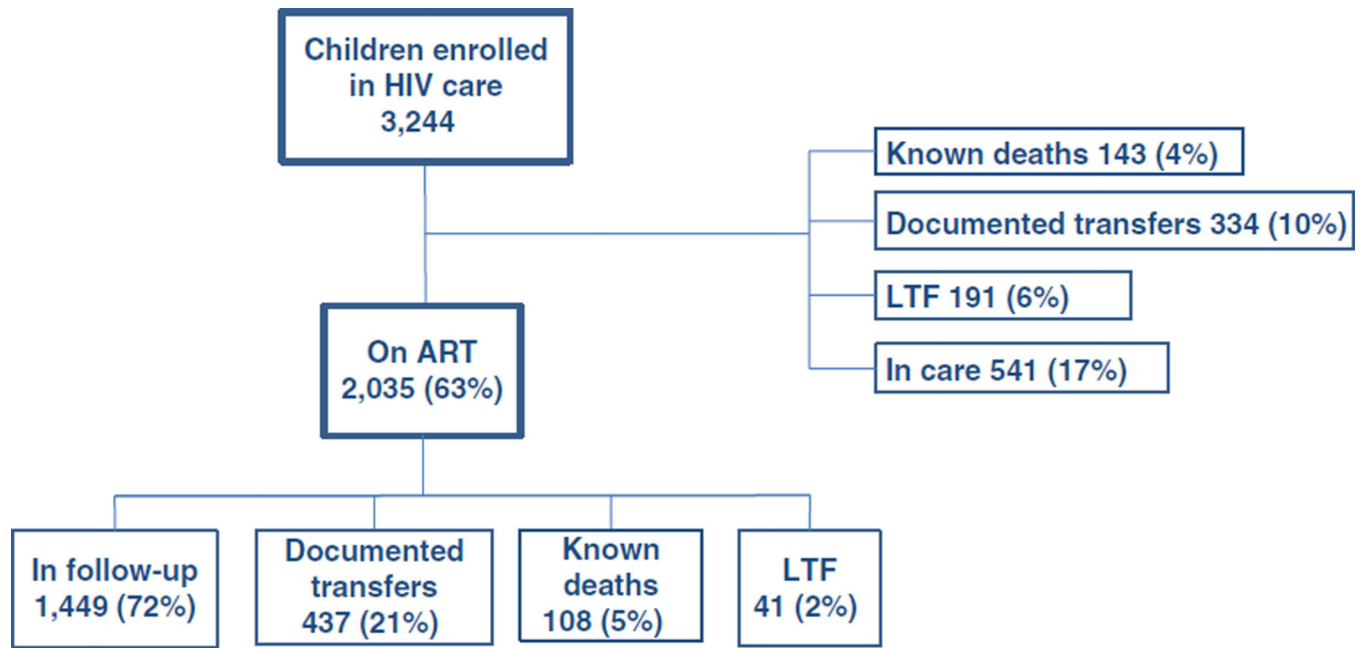 Children enrolled
in HIV care
3,244
Known deaths 143 (4%)
Documented transfers 334 (10%)
LTF 191 (6%)
In care 541 (17%)
On ART
2,035 (63%)
In follow-up
1,449 (72%)
Documented
transfers
437 (21%)
Known
deaths
108 (5%)
LTF
41 (2%)